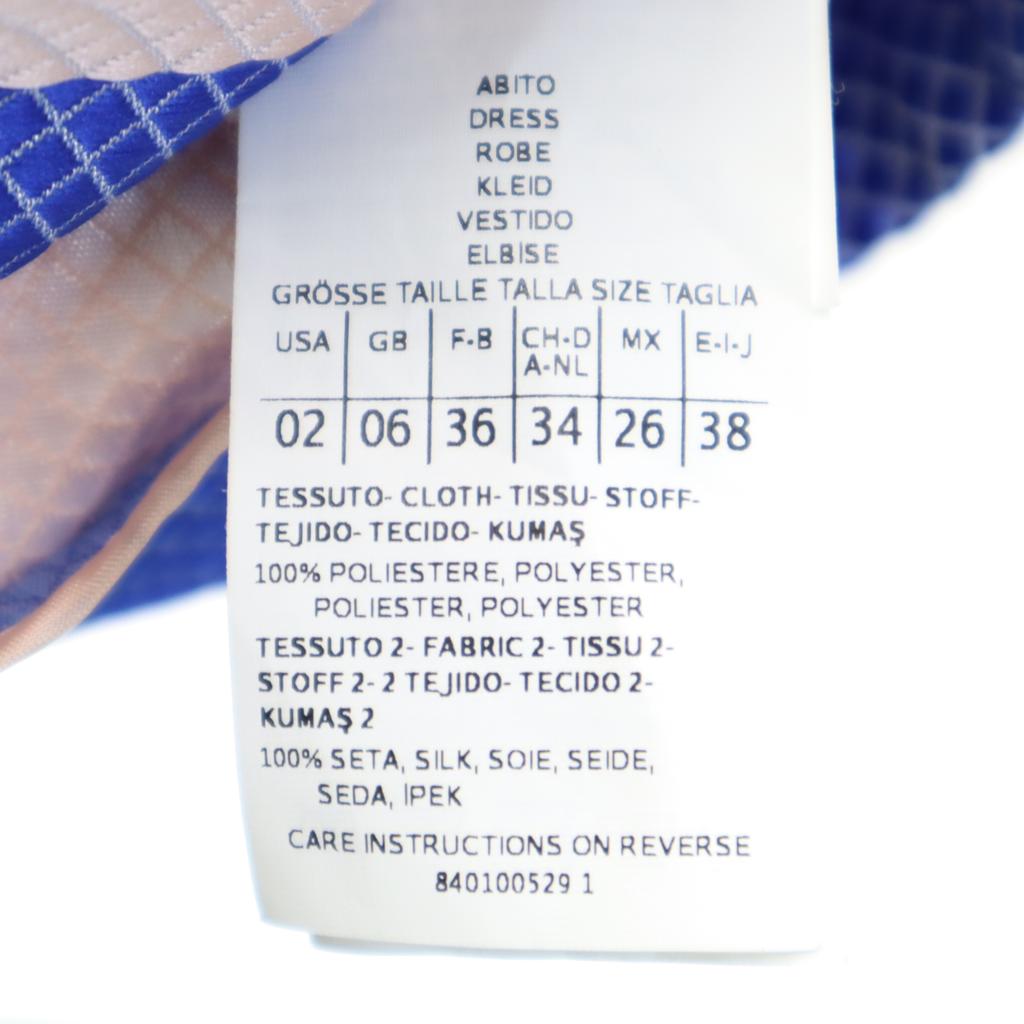 ABITO
DRESS
ROBE
KLEID
VESTIDO
ELBİSE
GRÖSSE TAILLE TALLA SIZE TAGLIA
USA GB F-B CH-D A-NL MX E-I-J
02 06 36 34 26 38
TESSUTO- CLOTH- TISSU- STOFF-
TEJIDO- TECIDO- KUMAŞ
100% POLIESTERE, POLYESTER,
POLIESTER, POLYESTER
TESSUTO 2- FABRIC 2- TISSU 2-
STOFF 2- 2 TEJIDO- TECIDO 2-
KUMAŞ 2
100% SETA, SILK, SOIE, SEIDE,
SEDA, İPEK
CARE INSTRUCTIONS ON REVERSE
840100529 1